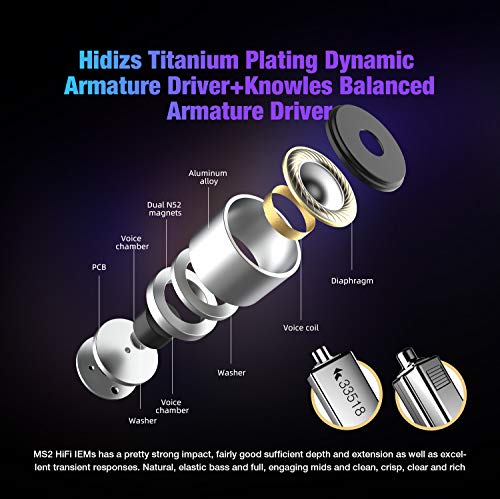 Hidizs Titanium Plating Dynamic
Armature Driver+Knowles Balanced
Armature Driver
Aluminum
alloy
Dual N52
magnets
Voice
chamber
PCB
Diaphragm
Voice coil
Washer
Voice
chamber
Washer
33518
MS2 HiFi IEMs has a pretty strong impact, fairly good sufficient depth and extension as well as excel-
lent transient responses. Natural, elastic bass and full, engaging mids and clean, crisp, clear and rich